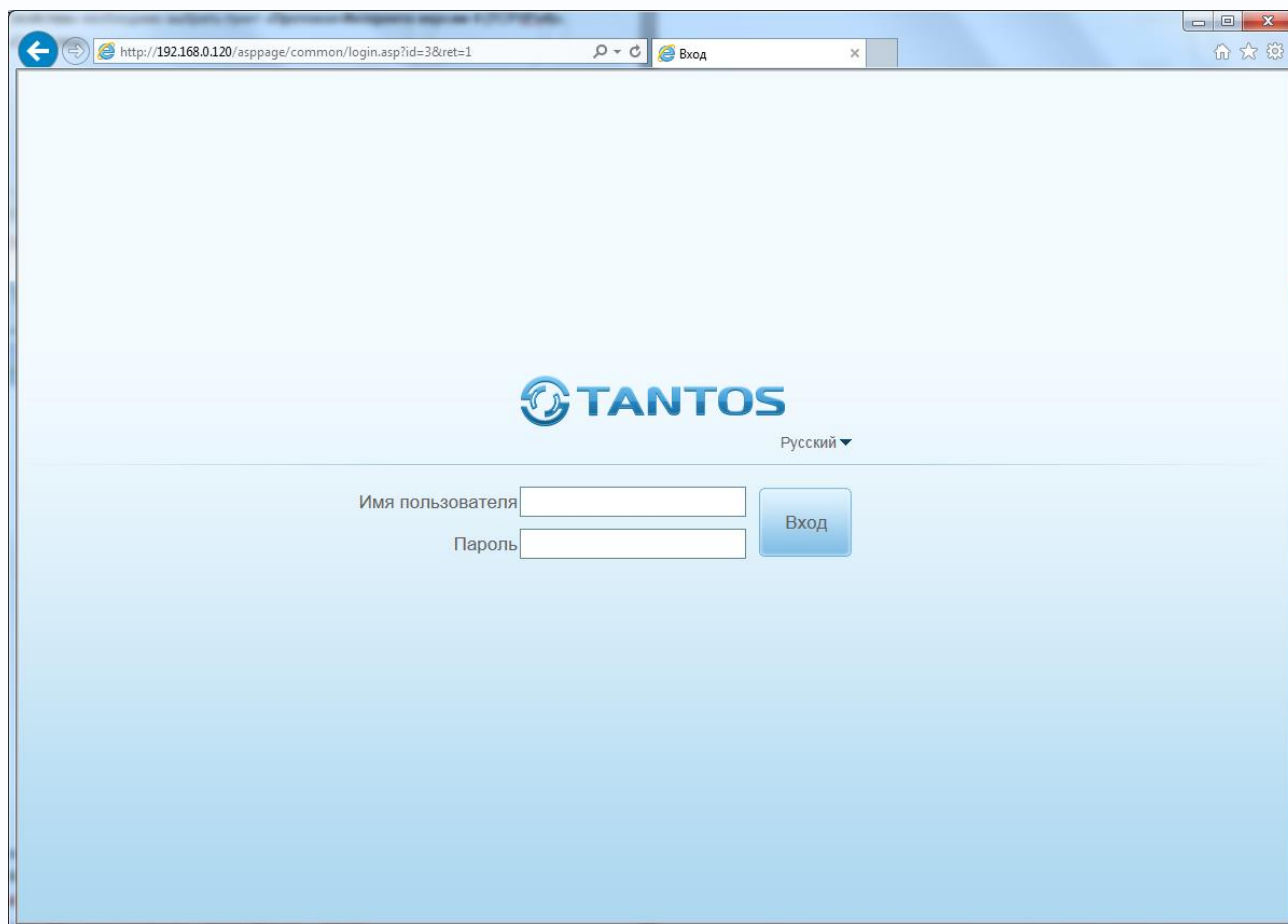 http://192.168.0.120/asppage/common/login.asp?id=3&ret=1
Вход
TANTOS
Русский
Имя пользователя
Пароль
Вход